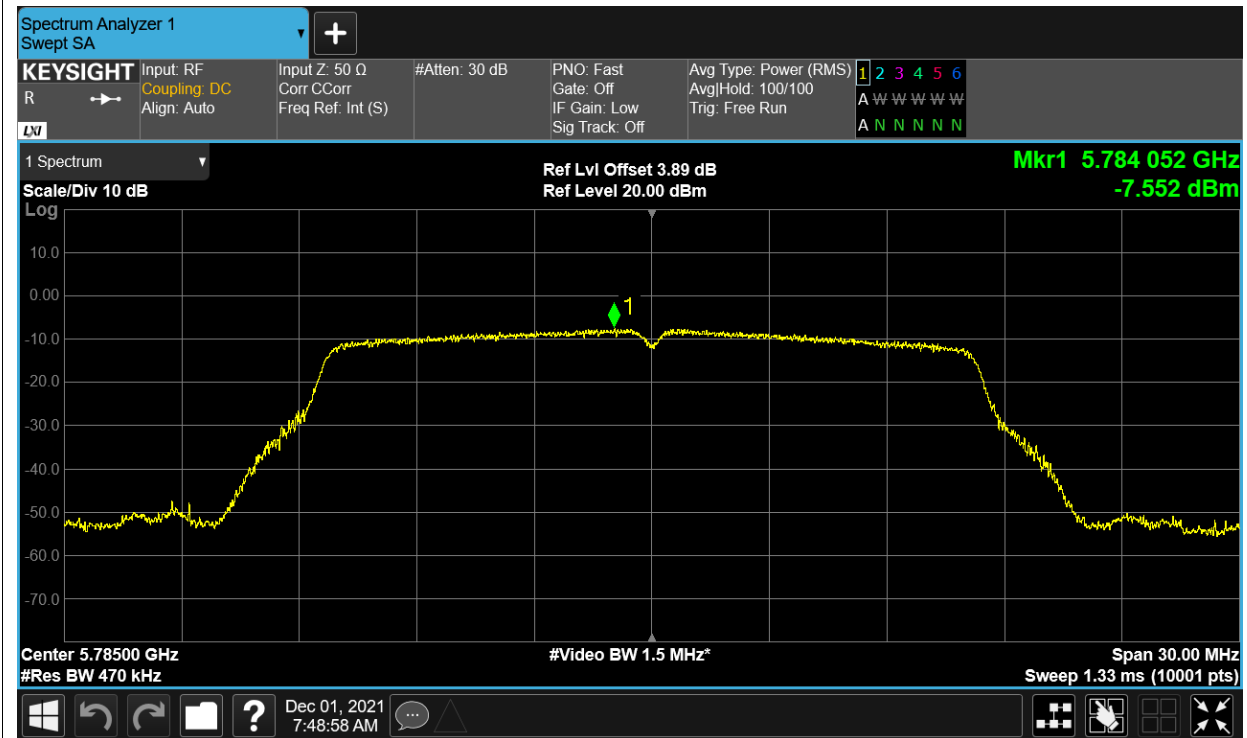 Spectrum Analyzer 1
Swept SA
KEYSIGHT
R
LXI
Input: RF
Coupling: DC
Align: Auto
Input Z: 50 Ω
Corr CCorr
Freq Ref: Int (S)
#Atten: 30 dB
PNO: Fast
Gate: Off
IF Gain: Low
Sig Track: Off
Avg Type: Power (RMS)
Avg|Hold: 100/100
Trig: Free Run
1 2 3 4 5 6
A W W W W W
A N N N N N
1 Spectrum
Scale/Div 10 dB
Log
Ref Lvl Offset 3.89 dB
Ref Level 20.00 dBm
Mkr1 5.784 052 GHz
-7.552 dBm
10.0
0.00
-10.0
-20.0
-30.0
-40.0
-50.0
-60.0
-70.0
1
Center 5.78500 GHz
#Res BW 470 kHz
#Video BW 1.5 MHz*
Span 30.00 MHz
Sweep 1.33 ms (10001 pts)
?
Dec 01, 2021
7:48:58 AM